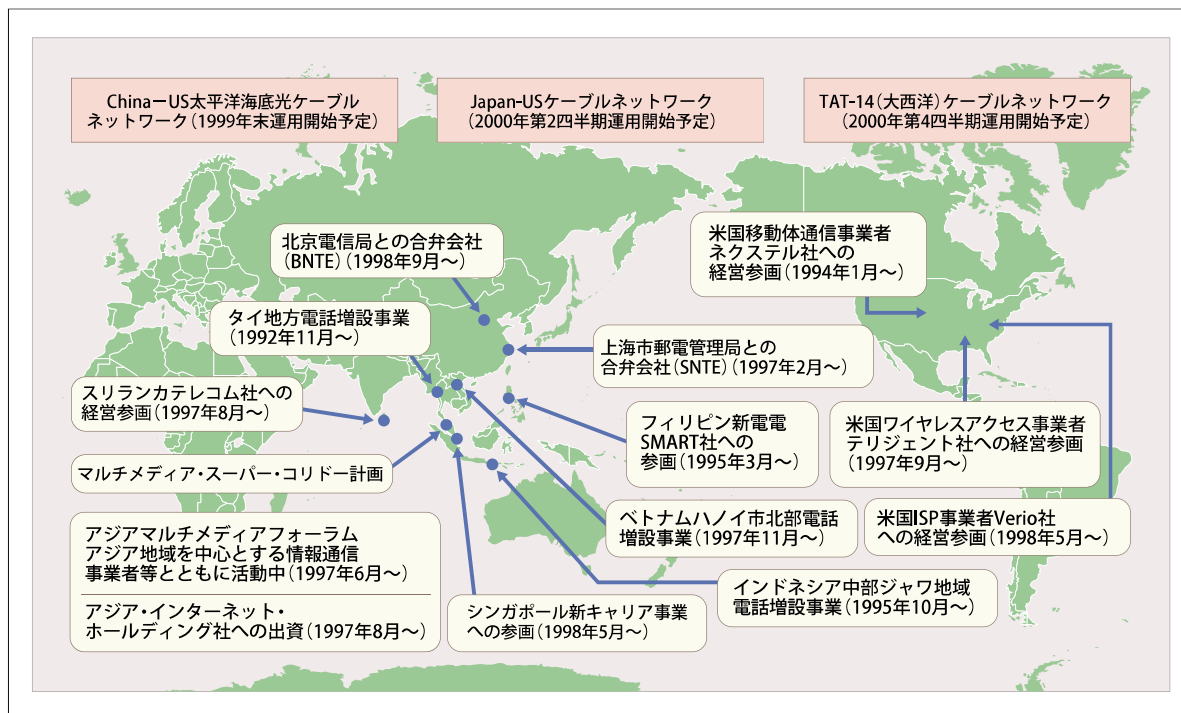 China－US太平洋海底光ケーブル
ネットワーク（1999年末運用開始予定）
Japan-USケーブルネットワーク
（2000年第2四半期運用開始予定）
TAT-14（大西洋）ケーブルネットワーク
（2000年第4四半期運用開始予定）
北京電信局との合弁会社
（BNTE）（1998年9月～）
米国移動体通信事業者
ネクステル社への
経営参画（1994年1月～）
タイ地方電話増設事業
（1992年11月～）
上海市郵電管理局との
合弁会社（SNTE）（1997年2月～）
スリランカテレコム社への
経営参画（1997年8月～）
フィリピン新電電
SMART社への
参画（1995年3月～）
米国ワイヤレスアクセス事業者
テリジェント社への経営参画
（1997年9月～）
マルチメディア・スーパー・コリドー計画
アジアマルチメディアフォーラム
アジア地域を中心とする情報通信
事業者等とともに活動中（1997年6月～）
アジア・インターネット・
ホールディング社への出資（1997年8月～）
ベトナムハノイ市北部電話
増設事業（1997年11月～）
米国ISP事業者Verio社
への経営参画（1998年5月～）
シンガポール新キャリア事業
への参画（1998年5月～）
インドネシア中部ジャワ地域
電話増設事業（1995年10月～）